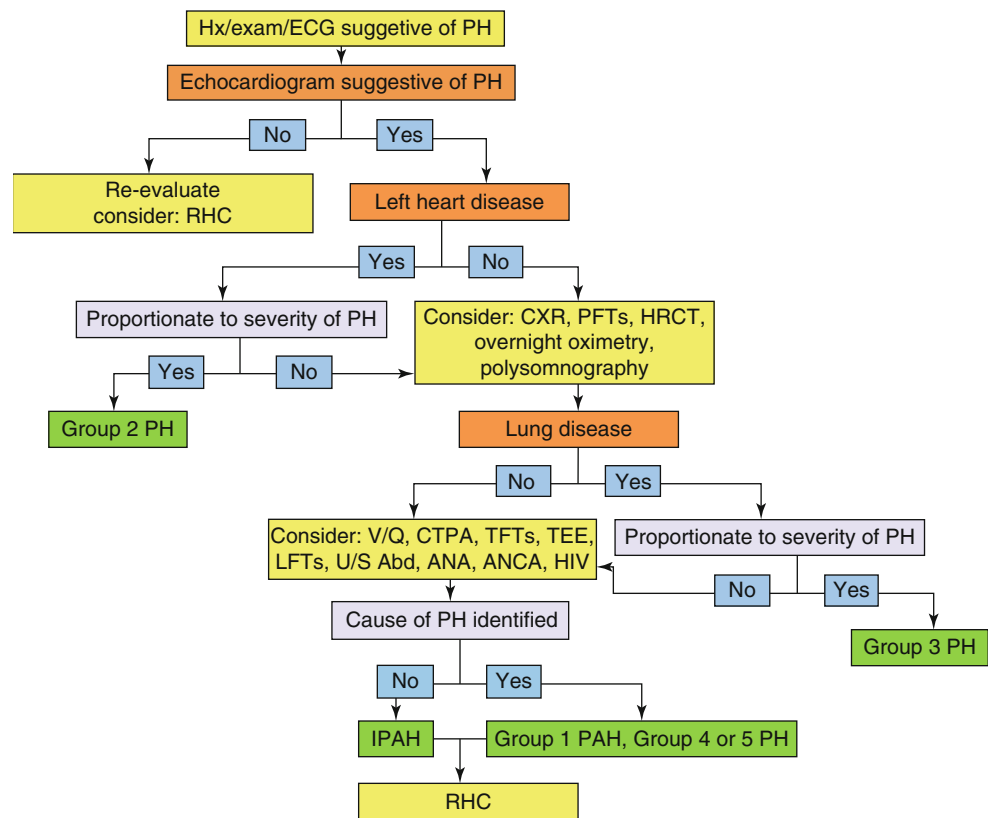 Hx/exam/ECG suggetive of PH
Echocardiogram suggestive of PH
No
Yes
Re-evaluate
consider: RHC
Left heart disease
Yes
No
Proportionate to severity of PH
Consider: CXR, PFTs, HRCT,
overnight oximetry,
polysomnography
Yes
No
Group 2 PH
Lung disease
No
Yes
Consider: V/Q, CTPA, TFTs, TEE,
LFTs, U/S Abd, ANA, ANCA, HIV
Proportionate to severity of PH
No
Yes
Cause of PH identified
Group 3 PH
No
Yes
IPAH
Group 1 PAH, Group 4 or 5 PH
RHC